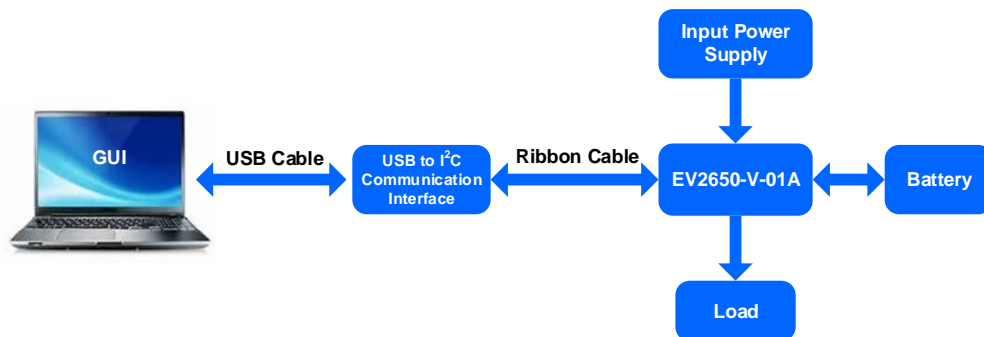 Input Power
Supply
GUI
USB Cable
USB to I²C
Communication
Interface
Ribbon Cable
EV2650-V-01A
Battery
Load